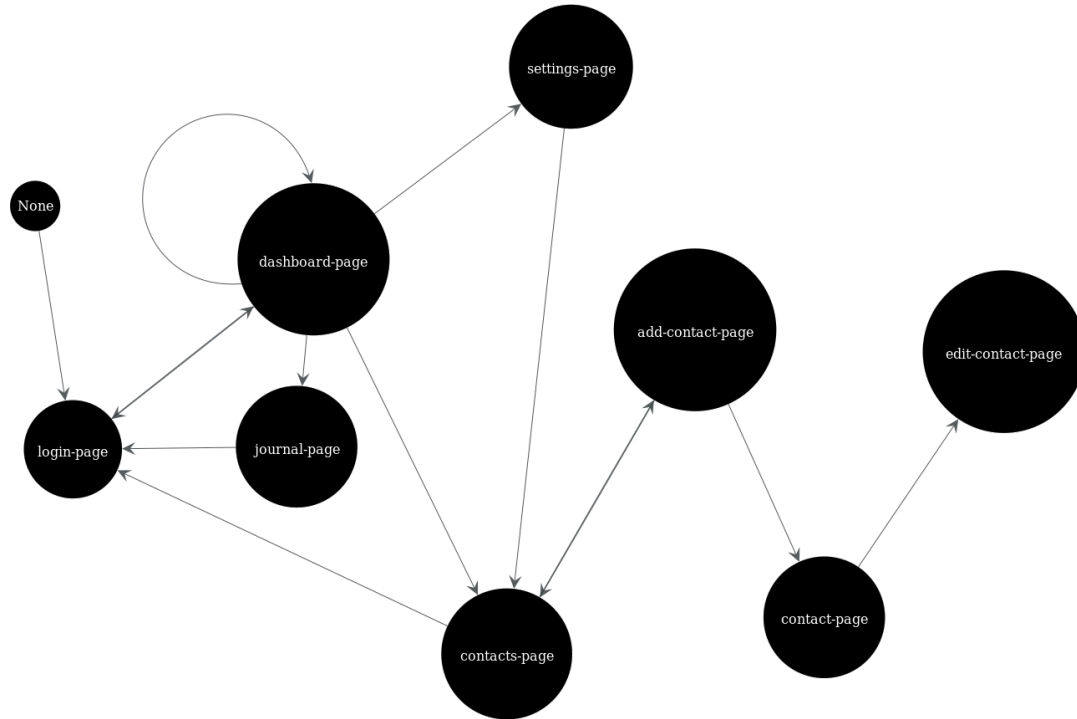 settings-page
None
dashboard-page
add-contact-page
edit-contact-page
login-page
journal-page
contact-page
contacts-page